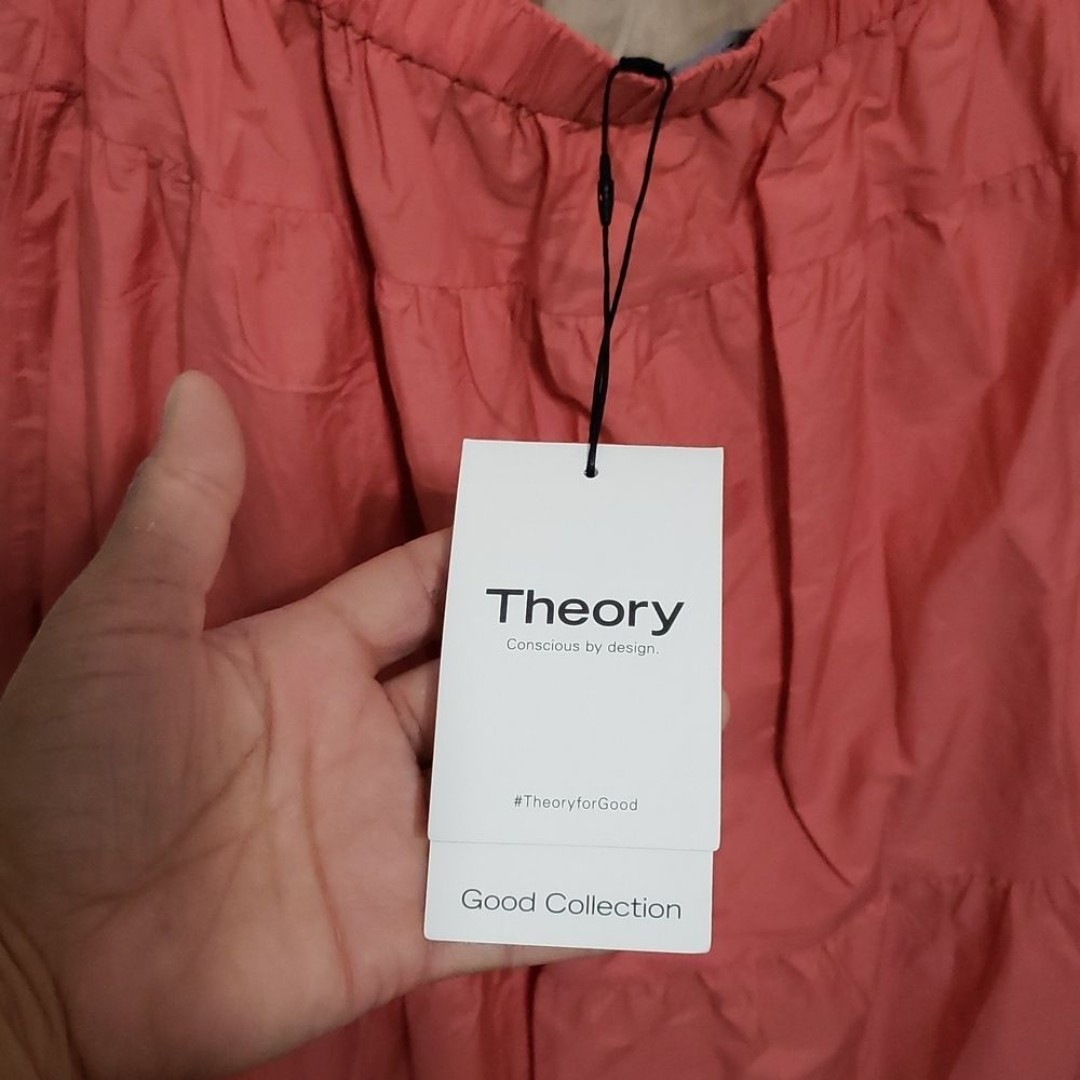 Theory
Conscious by design.
#TheoryforGood
Good Collection